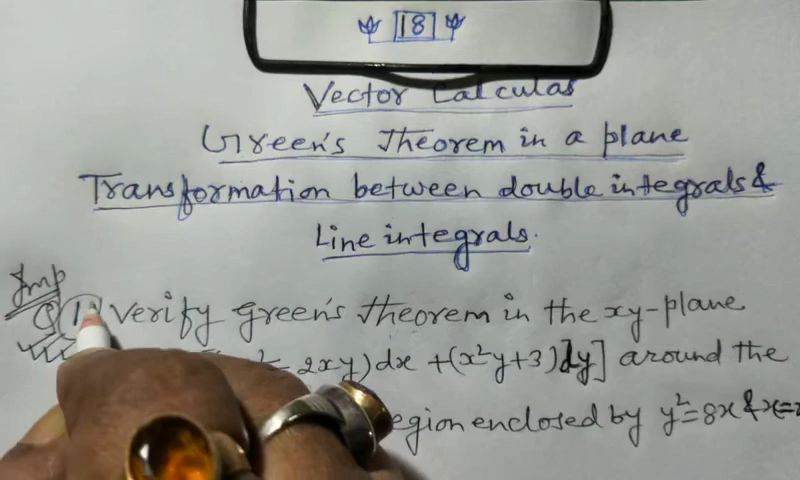 18
Vector Calculas
Green's Theorem in a plane
Transformation between double integrals &
Line integrals.
Imp
Q 1) Verify green's theorem in the xy-plane
- 2xy) dx + (x²y+3) dy] around the
egion enclosed by y² = 8x & x=